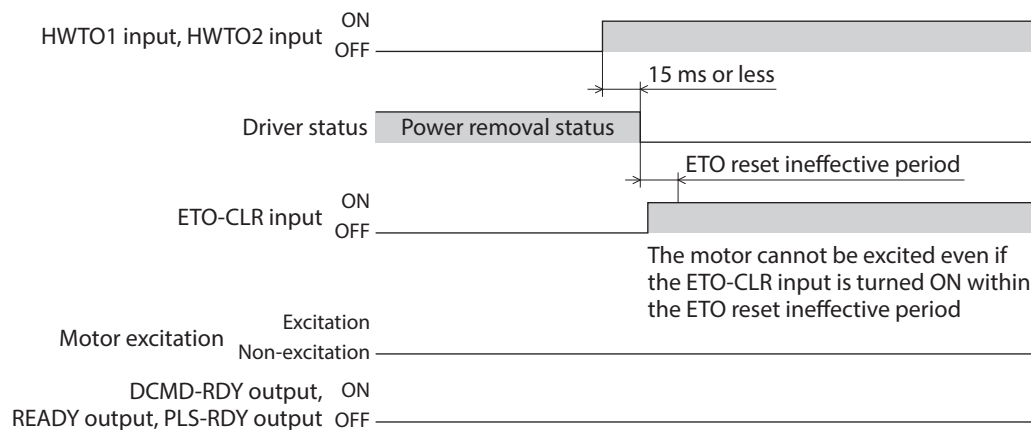 HWTO1 input, HWTO2 input
ON
OFF
15 ms or less
Driver status
Power removal status
ETO reset ineffective period
ETO-CLR input
ON
OFF
The motor cannot be excited even if
the ETO-CLR input is turned ON within
the ETO reset ineffective period
Motor excitation
Excitation
Non-excitation
DCMD-RDY output,
READY output, PLS-RDY output
ON
OFF